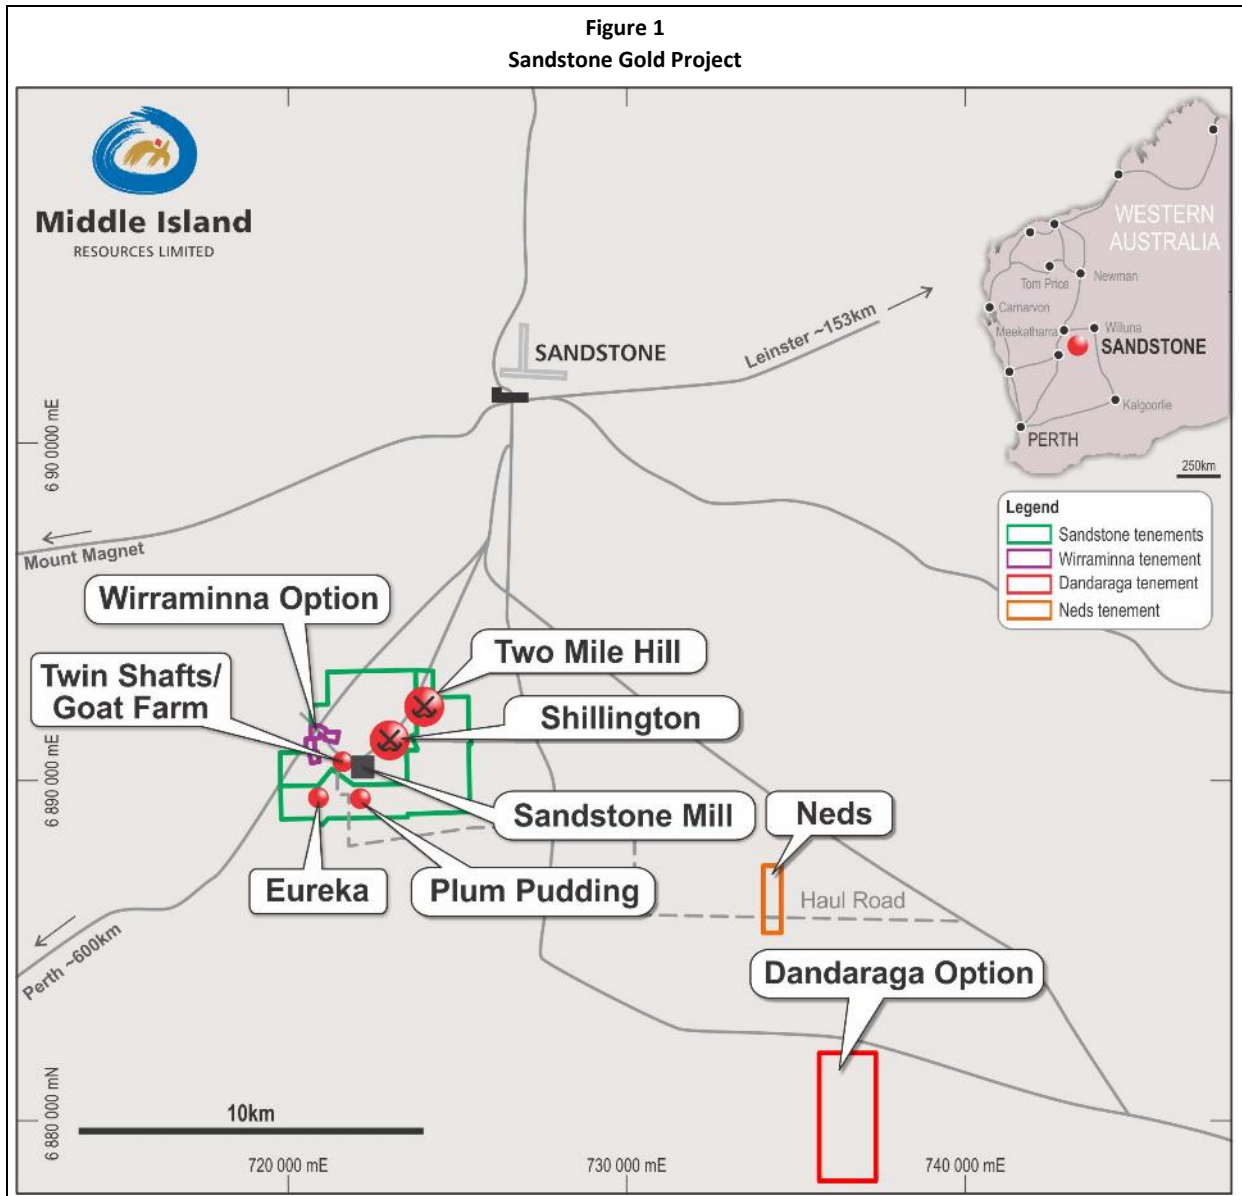 Figure 1
Sandstone Gold Project
Middle Island
RESOURCES LIMITED
WESTERN
AUSTRALIA
Tom Price
Newman
Carnarvon
Meekatharra
Wiluna
SANDSTONE
Kalgoorlie
PERTH
250km
Legend
Sandstone tenements
Wirraminna tenement
Dandaraga tenement
Neds tenement
SANDSTONE
Leinster ~153km
6 90 0000 mE
Mount Magnet
Wirraminna Option
Two Mile Hill
Twin Shafts/
Goat Farm
Shillington
6 890 000 mE
Sandstone Mill
Neds
Eureka
Plum Pudding
Haul Road
Perth ~600km
Dandaraga Option
6 880 000 mN
10km
720 000 mE
730 000 mE
740 000 mE